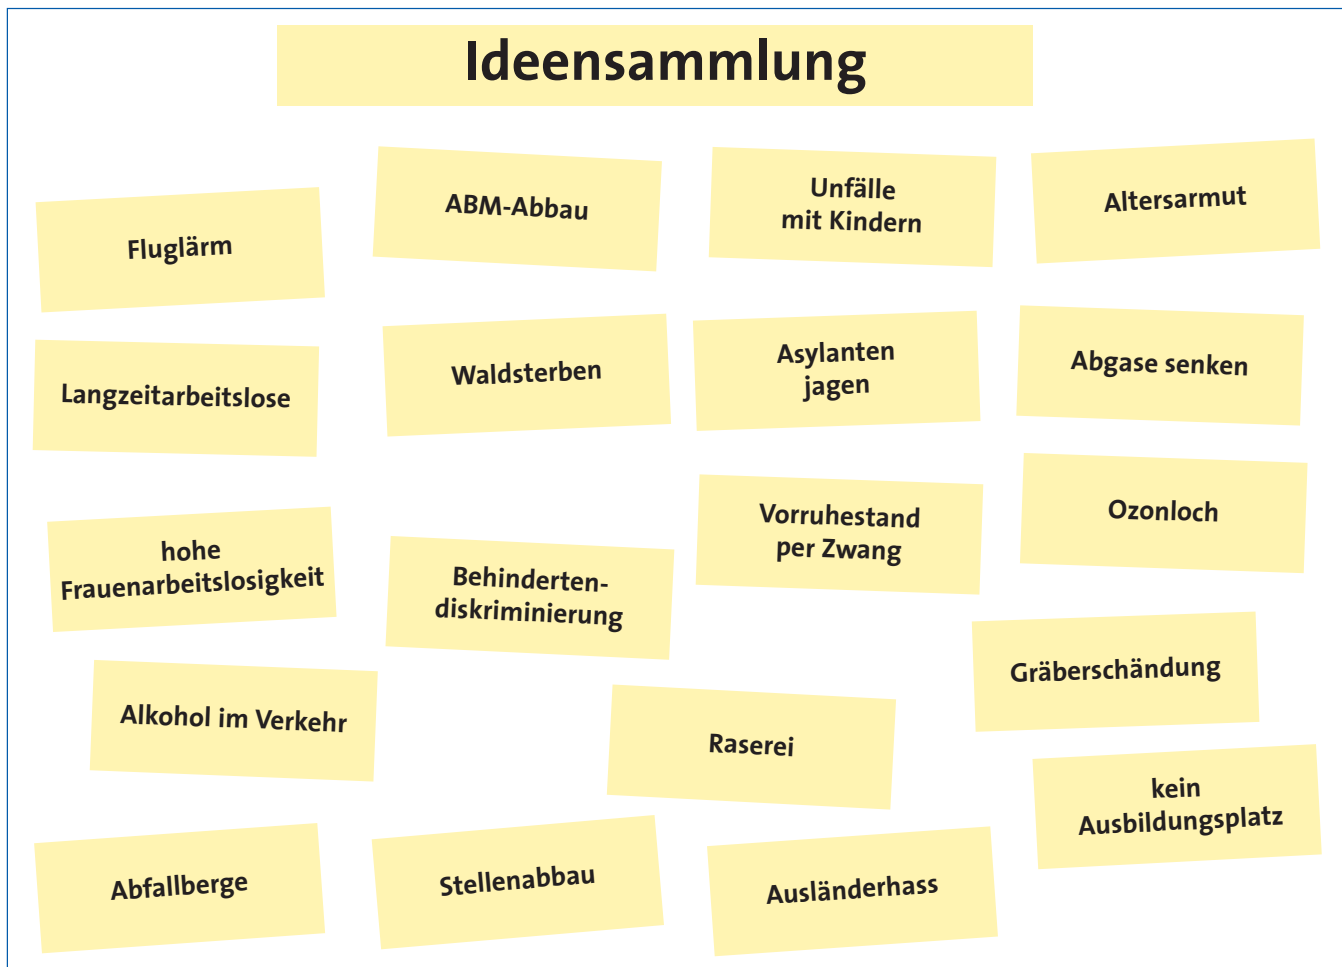 Ideensammlung
Fluglärm
ABM-Abbau
Unfälle
mit Kindern
Altersarmut
Langzeitarbeitslose
Waldsterben
Asylanten
jagen
Abgase senken
hohe
Frauenarbeitslosigkeit
Behinderten-
diskriminierung
Vorruhestand
per Zwang
Ozonloch
Alkohol im Verkehr
Raserei
Gräberschändung
kein
Ausbildungsplatz
Abfallberge
Stellenabbau
Ausländerhass